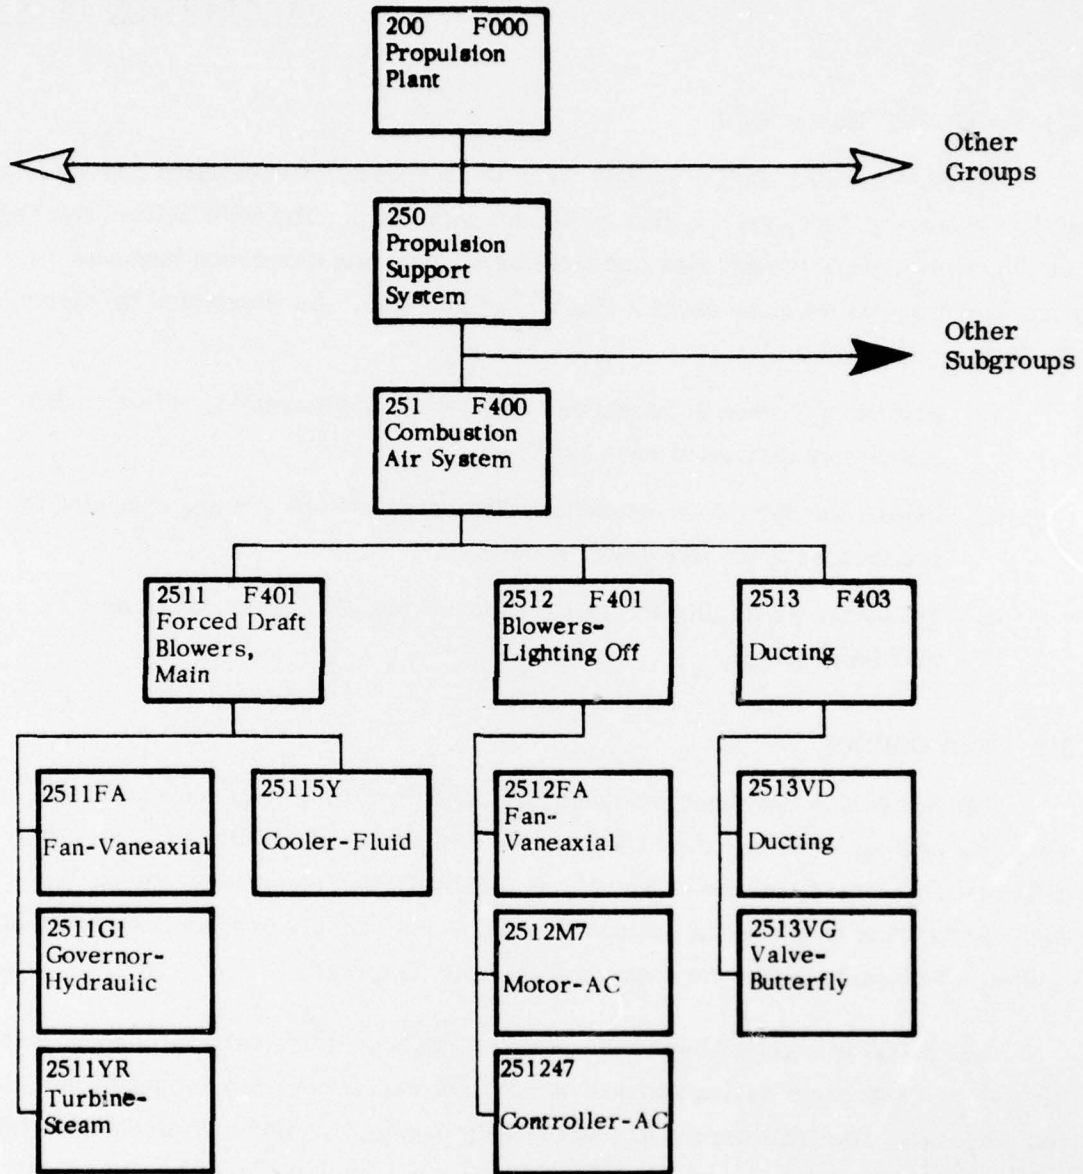 200 F000
Propulsion
Plant
Other
Groups
250
Propulsion
Support
System
Other
Subgroups
251 F400
Combustion
Air System
2511 F401
Forced Draft
Blowers,
Main
2512 F401
Blowers-
Lighting Off
2513 F403
Ducting
2511FA
Fan-Vaneaxial
25115Y
Cooler-Fluid
2512FA
Fan-
Vaneaxial
2513VD
Ducting
2511G1
Governor-
Hydraulic
2512M7
Motor-AC
2513VG
Valve-
Butterfly
2511YR
Turbine-
Steam
251247
Controller-AC